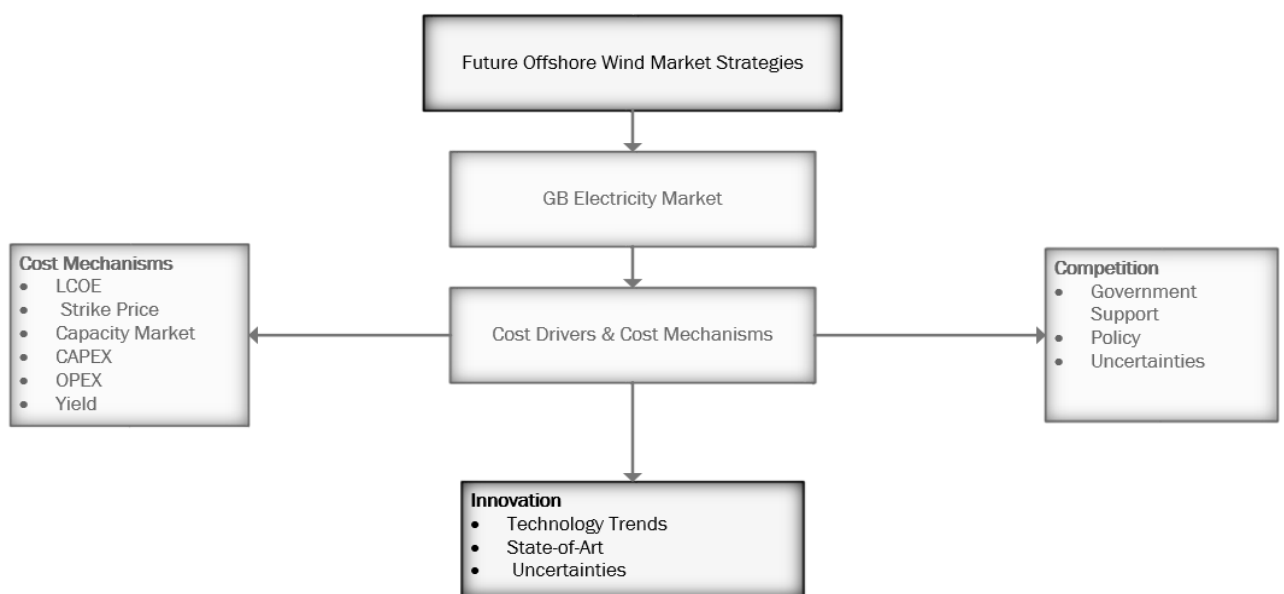 Future Offshore Wind Market Strategies
GB Electricity Market
Cost Drivers & Cost Mechanisms
Cost Mechanisms
• LCOE
• Strike Price
• Capacity Market
• CAPEX
• OPEX
• Yield
Competition
• Government
Support
• Policy
• Uncertainties
Innovation
• Technology Trends
• State-of-Art
• Uncertainties